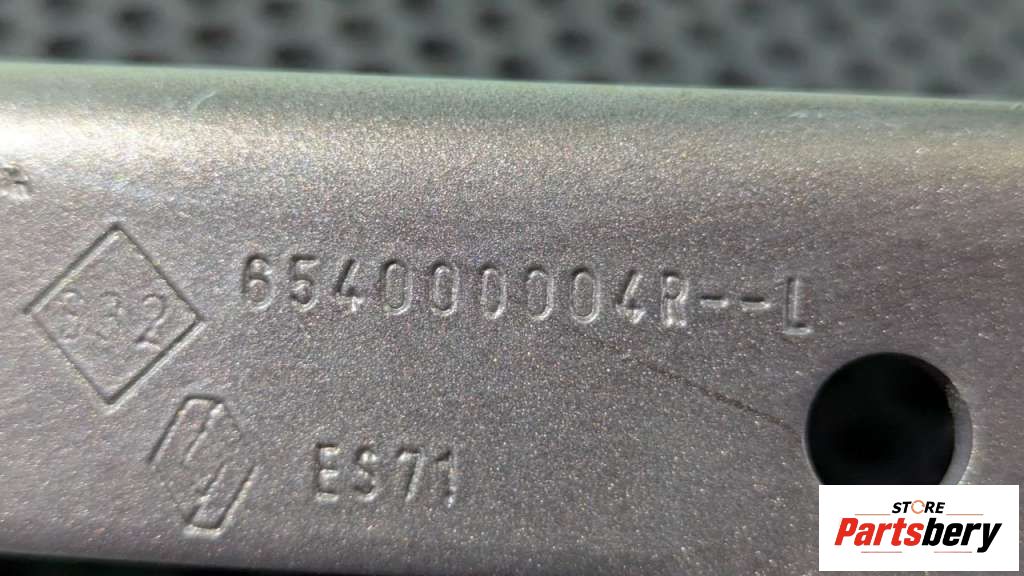 654000004R--L
332
ES71
STORE
Partsbery